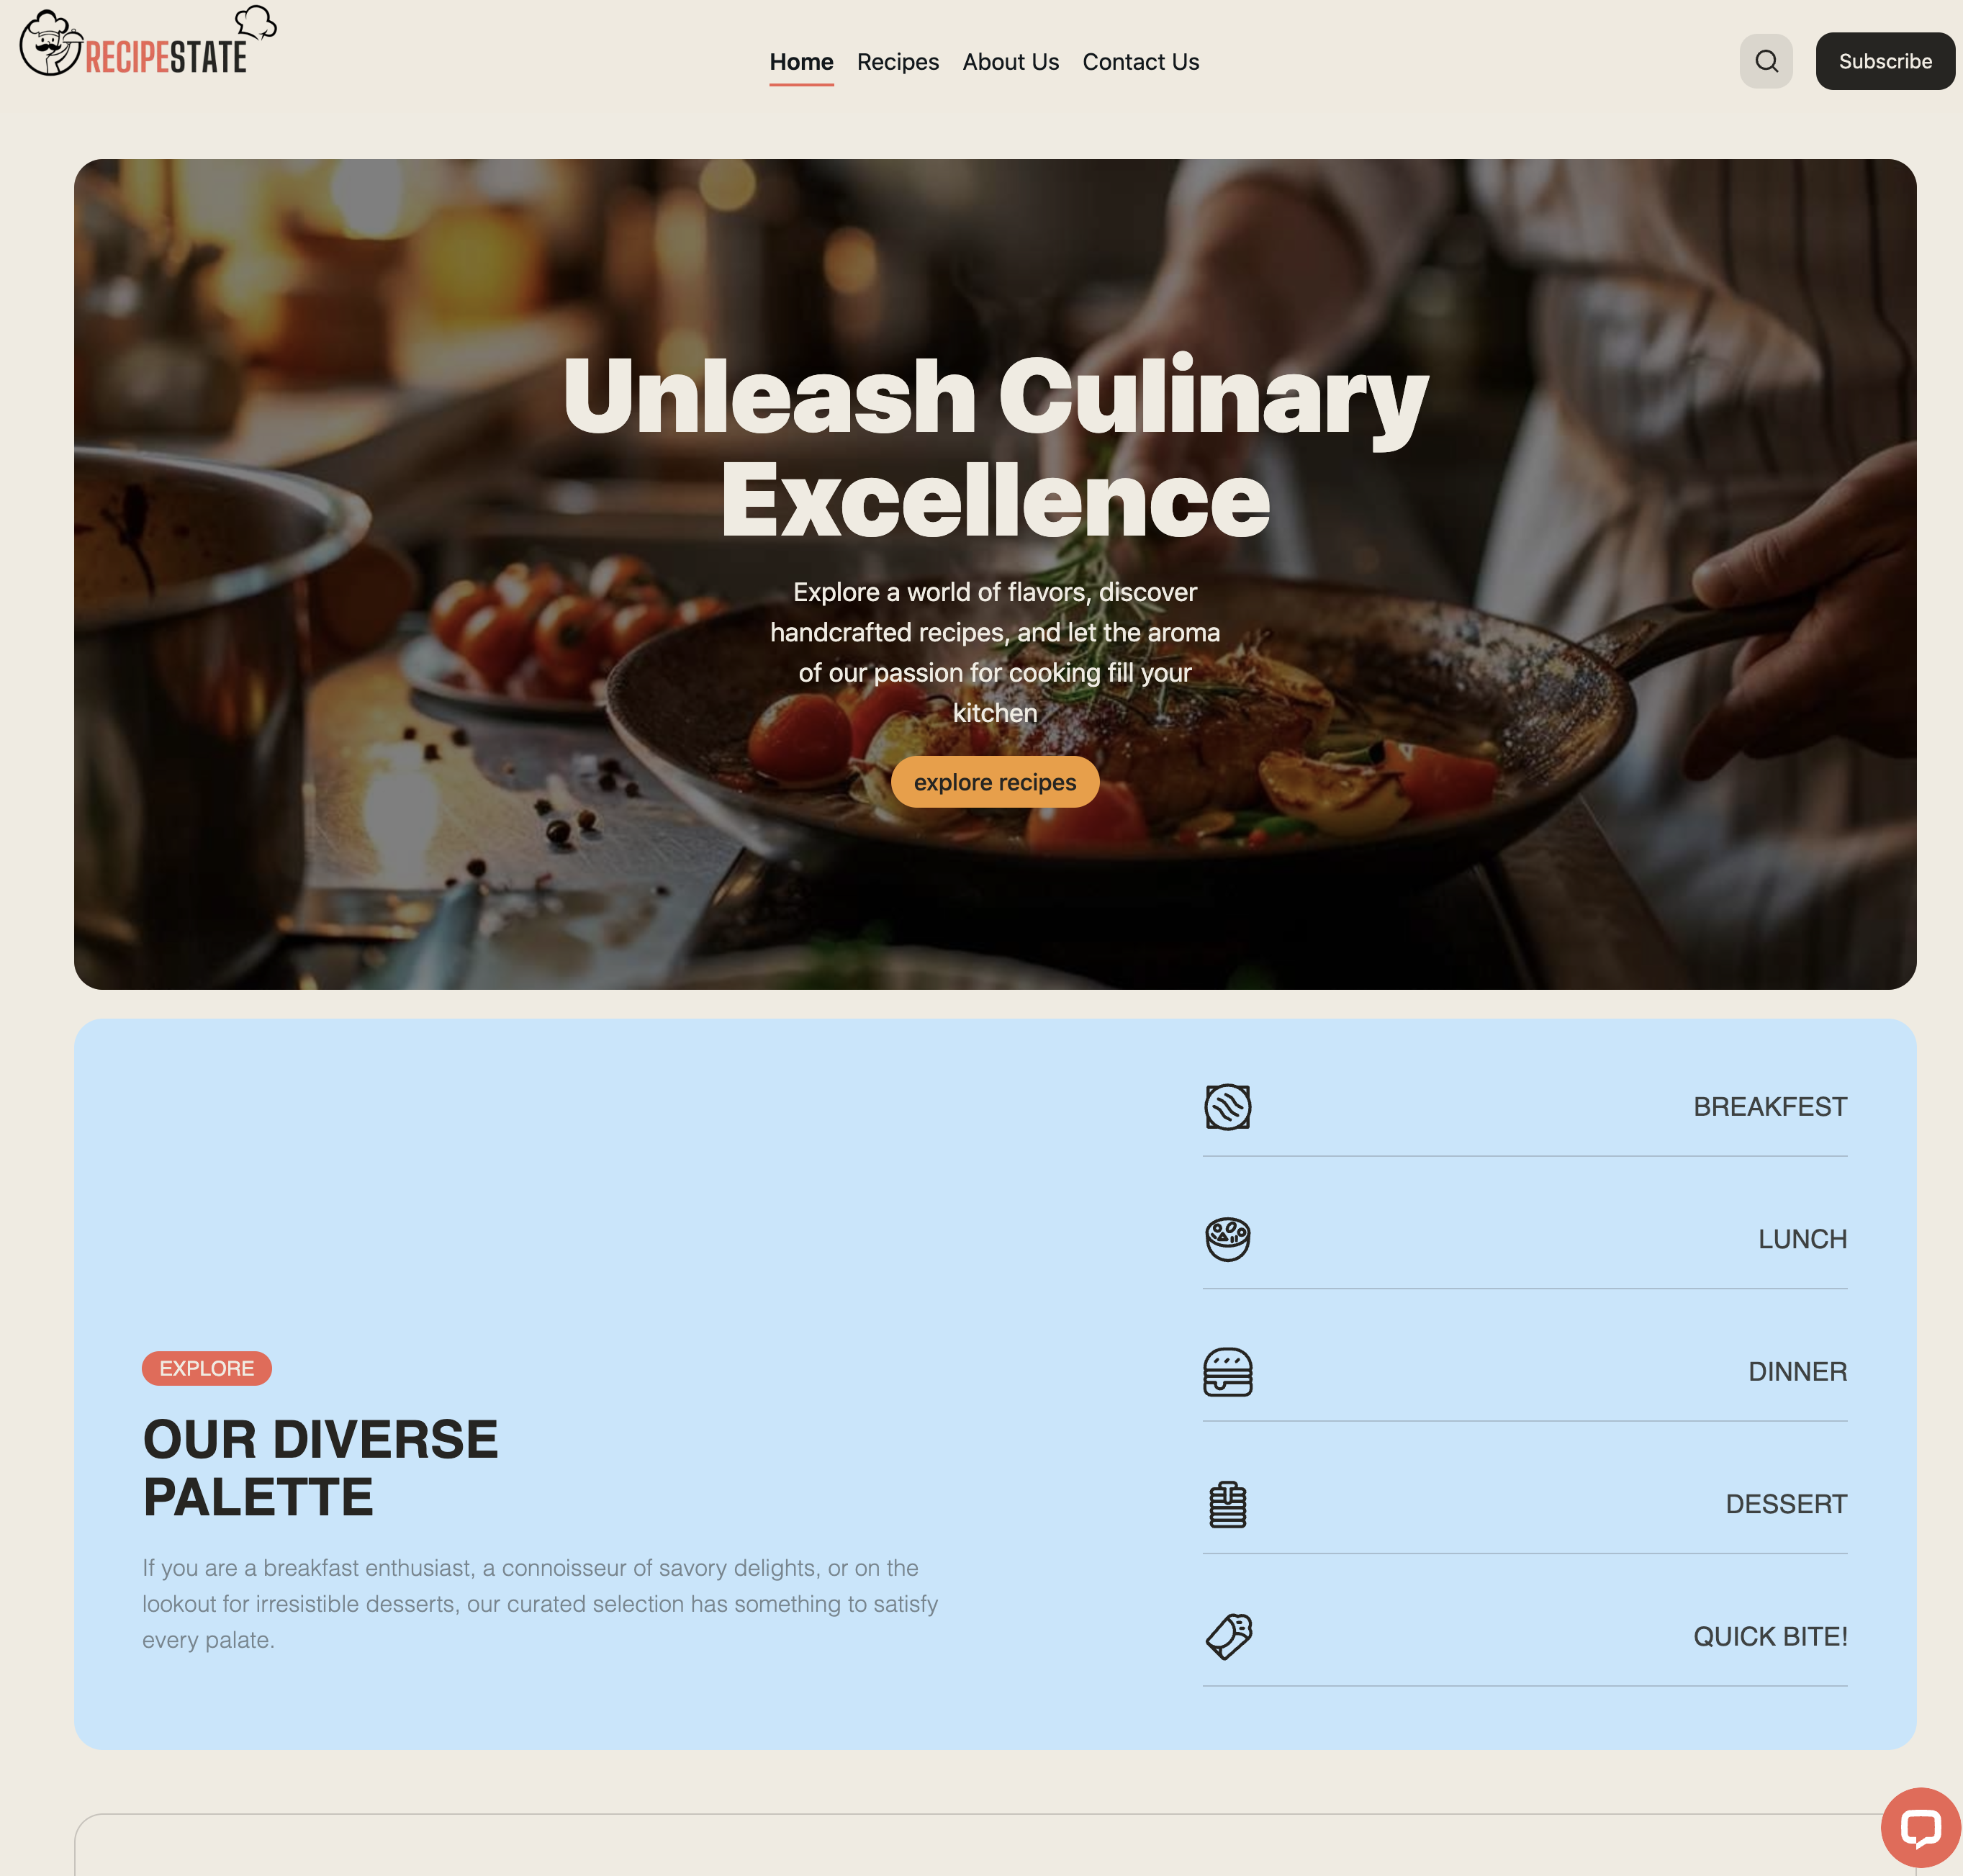 RECIPESTATE
Home Recipes About Us Contact Us
Subscribe
Unleash Culinary
Excellence
Explore a world of flavors, discover
handcrafted recipes, and let the aroma
of our passion for cooking fill your
kitchen
explore recipes
EXPLORE
OUR DIVERSE
PALETTE
If you are a breakfast enthusiast, a connoisseur of savory delights, or on the
lookout for irresistible desserts, our curated selection has something to satisfy
every palate.
BREAKFEST
LUNCH
DINNER
DESSERT
QUICK BITE!